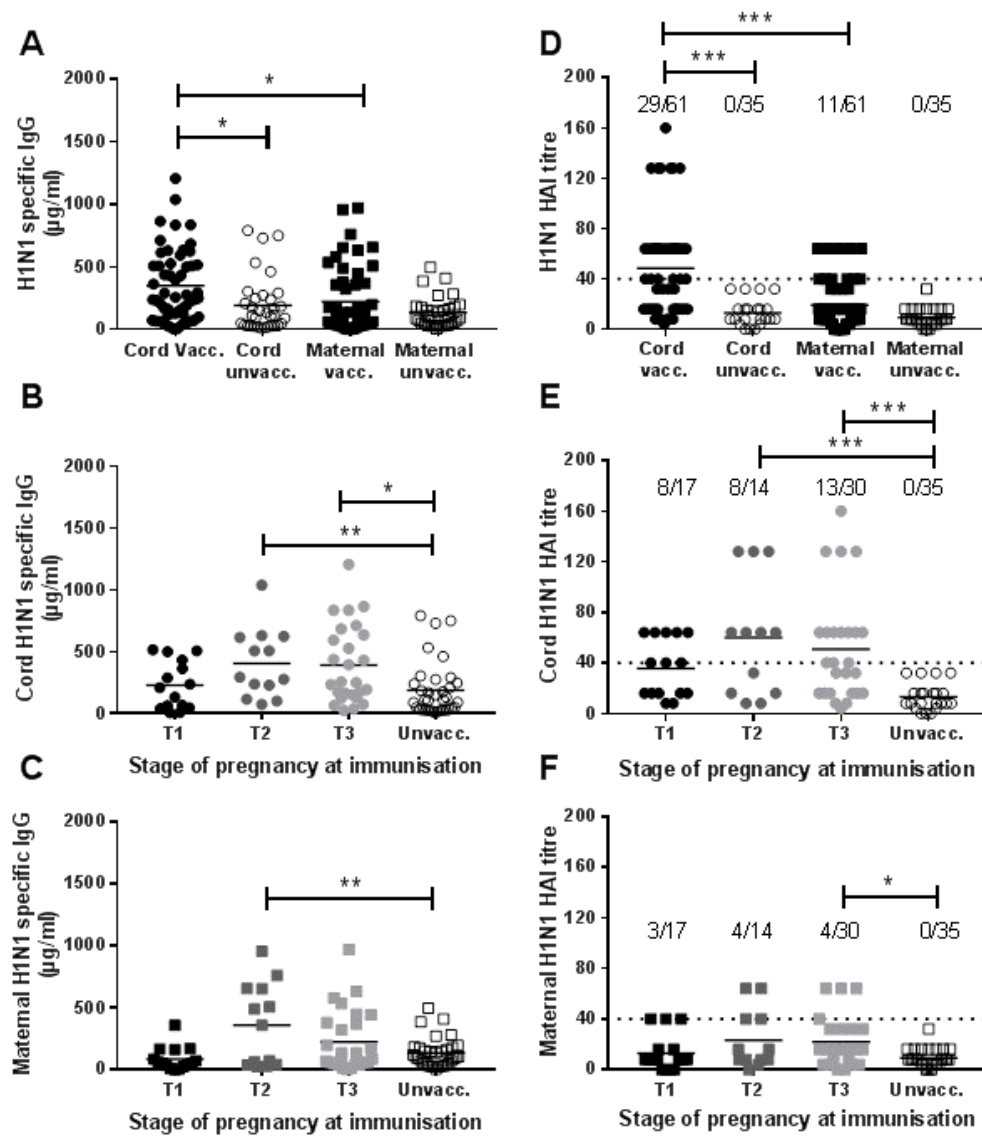 A
H1N1 specific IgG
(µg/ml)
2000
1500
1000
500
0
*
*
Cord Vacc.
Cord
unvacc.
Maternal
vacc.
Maternal
unvacc.
D
H1N1 HAI titre
200
160
120
80
40
0
***
***
29/61
0/35
11/61
0/35
Cord
vacc.
Cord
unvacc.
Maternal
vacc.
Maternal
unvacc.
B
Cord H1N1 specific IgG
(µg/ml)
2000
1500
1000
500
0
*
**
T1
T2
T3
Unvacc.
Stage of pregnancy at immunisation
E
Cord H1N1 HAI titre
200
160
120
80
40
0
***
***
8/17
8/14
13/30
0/35
T1
T2
T3
Unvacc.
Stage of pregnancy at immunisation
C
Maternal H1N1 specific IgG
(µg/ml)
2000
1500
1000
500
0
**
T1
T2
T3
Unvacc.
Stage of pregnancy at immunisation
F
Maternal H1N1 HAI titre
200
160
120
80
40
0
*
3/17
4/14
4/30
0/35
T1
T2
T3
Unvacc.
Stage of pregnancy at immunisation